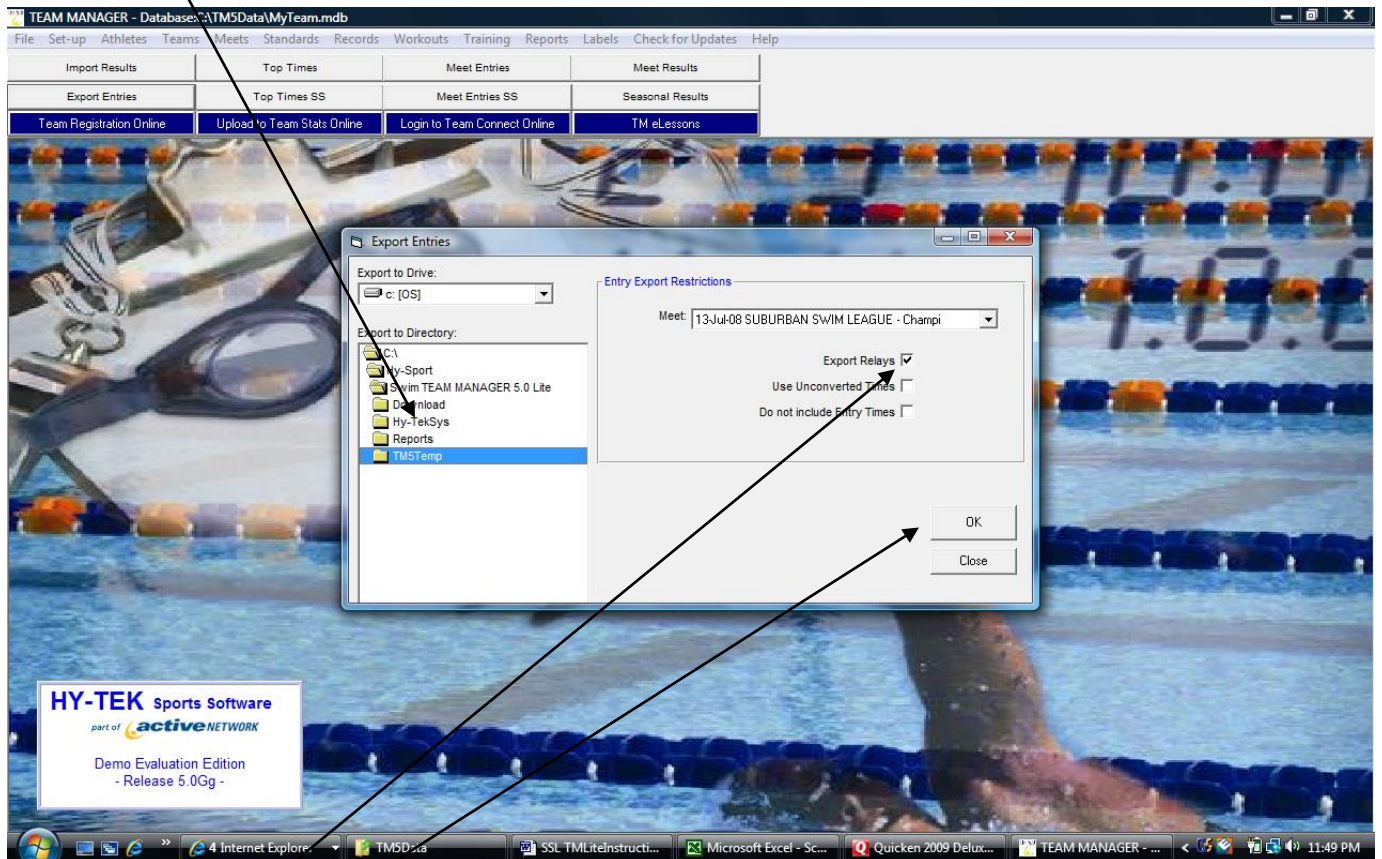 TEAM MANAGER - Database:C:\TM5Data\MyTeam.mdb
File Set-up Athletes Teams Meets Standards Records Workouts Training Reports Labels Check for Updates Help
Import Results Top Times Meet Entries Meet Results
Export Entries Top Times SS Meet Entries SS Seasonal Results
Team Registration Online Upload to Team Stats Online Login to Team Connect Online TM eLessons
Export Entries
Export to Drive:
c: [OS]
Export to Directory:
C:\
Hy-Sport
Swim TEAM MANAGER 5.0 Lite
Download
Hy-TekSys
Reports
TM5Temp
Entry Export Restrictions
Meet: 13-Jul-08 SUBURBAN SWIM LEAGUE - Champi
Export Relays
Use Unconverted Times
Do not include Entry Times
OK
Close
HY-TEK Sports Software
part of active NETWORK
Demo Evaluation Edition
- Release 5.0Gg -
4 Internet Explorer TM5Data SSL TMLiteInstructi... Microsoft Excel - Sc... Quicken 2009 Delux... TEAM MANAGER - ... 11:49 PM